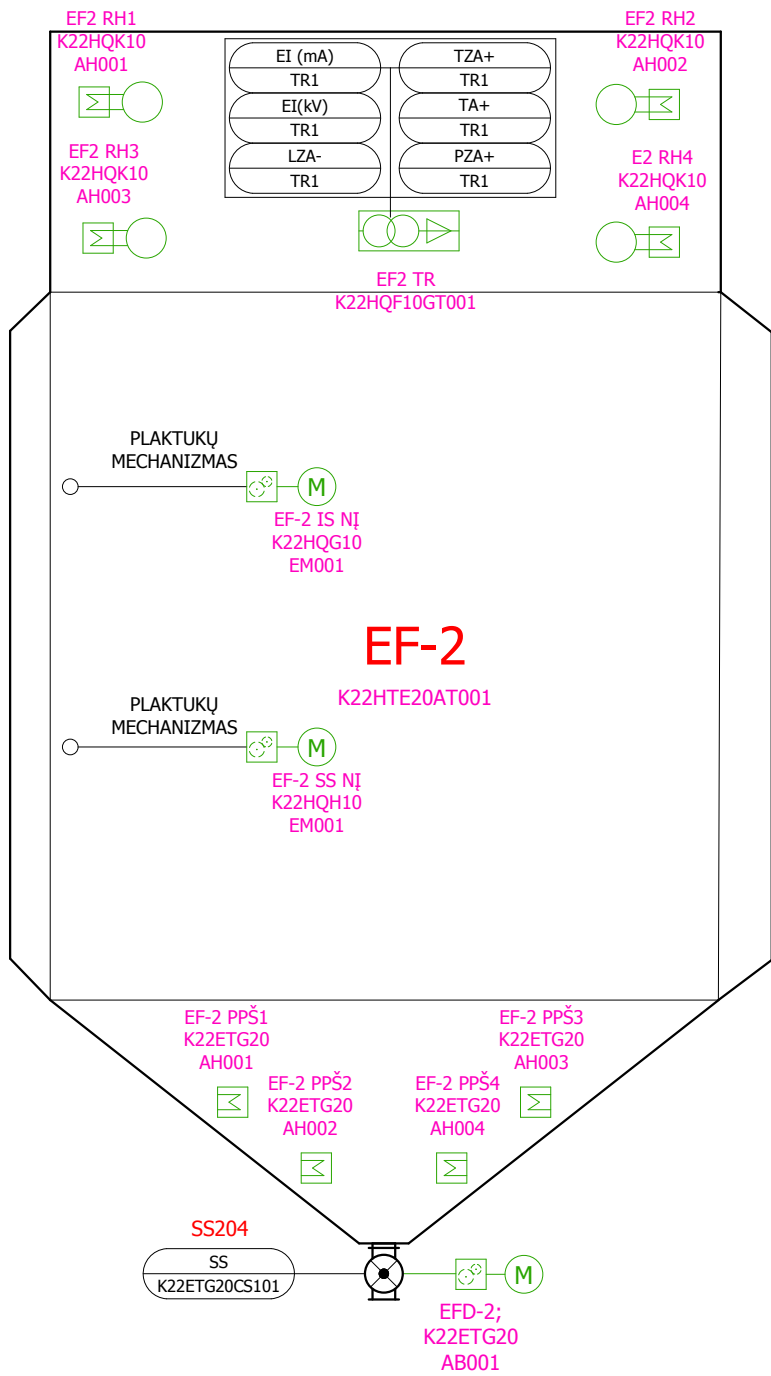 EF2 RH1
K22HQK10
AH001
EF2 RH2
K22HQK10
AH002
EI (mA)
TR1
TZA+
TR1
EI(kV)
TR1
TA+
TR1
LZA-
TR1
PZA+
TR1
EF2 RH3
K22HQK10
AH003
E2 RH4
K22HQK10
AH004
EF2 TR
K22HQF10GT001
PLAKTUKŲ
MECHANIZMAS
M
EF-2 IS NĮ
K22HQG10
EM001
EF-2
K22HTE20AT001
PLAKTUKŲ
MECHANIZMAS
M
EF-2 SS NĮ
K22HQH10
EM001
EF-2 PPŠ1
K22ETG20
AH001
EF-2 PPŠ3
K22ETG20
AH003
EF-2 PPŠ2
K22ETG20
AH002
EF-2 PPŠ4
K22ETG20
AH004
SS204
SS
K22ETG20CS101
M
EFD-2;
K22ETG20
AB001